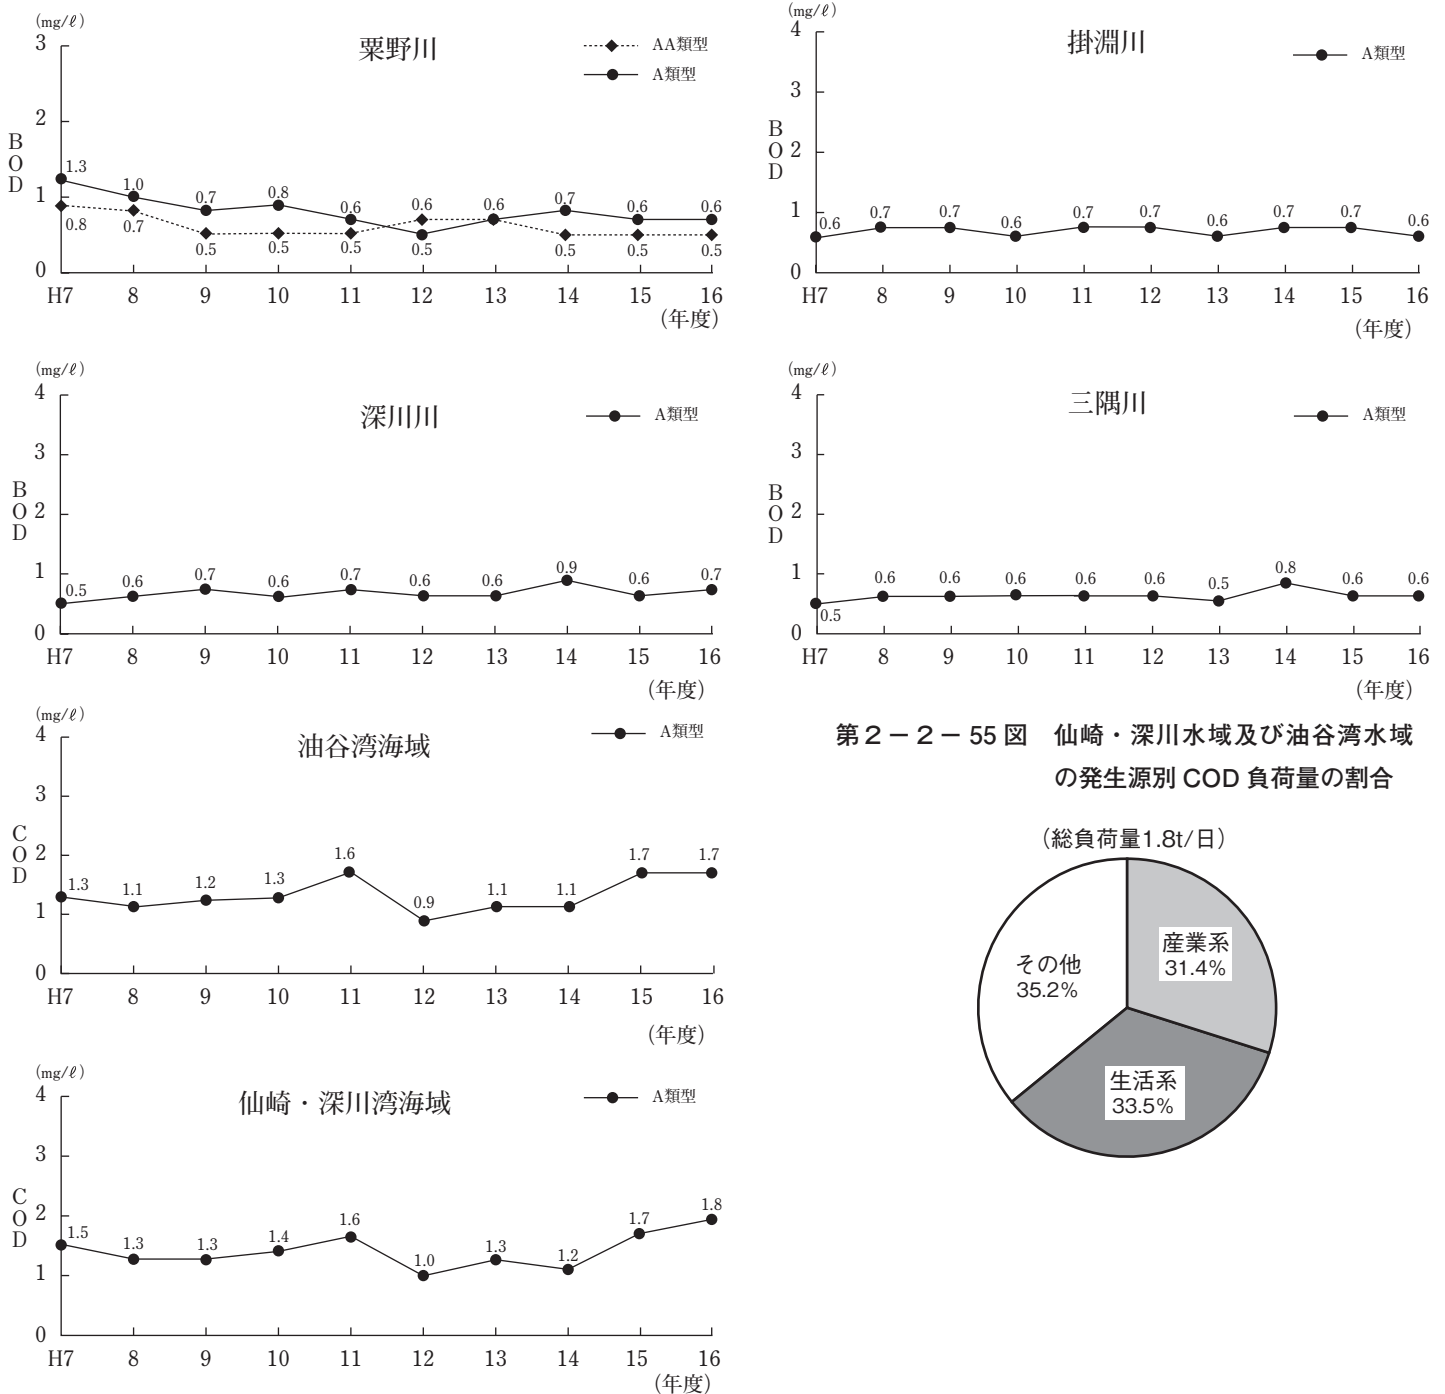 (mg/ℓ)
粟野川
AA類型
A類型
3
2
1
0
BOD
1.3
1.0
0.7
0.8
0.6
0.6
0.6
0.7
0.6
0.6
0.8
0.7
0.5
0.5
0.5
0.5
0.5
0.5
0.5
H7 8 9 10 11 12 13 14 15 16
(年度)
(mg/ℓ)
掛淵川
A類型
4
3
2
1
0
BOD
0.6 0.7 0.7 0.6 0.7 0.7 0.6 0.7 0.7 0.6
H7 8 9 10 11 12 13 14 15 16
(年度)
(mg/ℓ)
深川川
A類型
4
3
2
1
0
BOD
0.5 0.6 0.7 0.6 0.7 0.6 0.6 0.9 0.6 0.7
H7 8 9 10 11 12 13 14 15 16
(年度)
(mg/ℓ)
三隅川
A類型
4
3
2
1
0
BOD
0.5 0.6 0.6 0.6 0.6 0.6 0.5 0.8 0.6 0.6
H7 8 9 10 11 12 13 14 15 16
(年度)
(mg/ℓ)
油谷湾海域
A類型
4
3
2
1
0
COD
1.3 1.1 1.2 1.3 1.6 0.9 1.1 1.1 1.7 1.7
H7 8 9 10 11 12 13 14 15 16
(年度)
(mg/ℓ)
仙崎・深川湾海域
A類型
4
3
2
1
0
COD
1.5 1.3 1.3 1.4 1.6 1.0 1.3 1.2 1.7 1.8
H7 8 9 10 11 12 13 14 15 16
(年度)
第2－2－55図 仙崎・深川水域及び油谷湾水域
の発生源別COD負荷量の割合
(総負荷量1.8t/日)
産業系
31.4%
生活系
33.5%
その他
35.2%